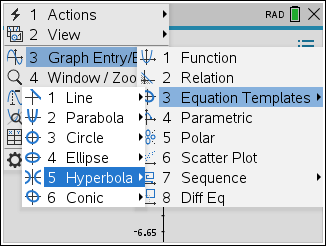 1 Actions
RAD
2 View
3 Graph Entry/E
1 Function
4 Window / Zoo
2 Relation
1 Line
3 Equation Templates
2 Parabola
4 Parametric
3 Circle
5 Polar
4 Ellipse
6 Scatter Plot
5 Hyperbola
7 Sequence
6 Conic
8 Diff Eq
-6.65